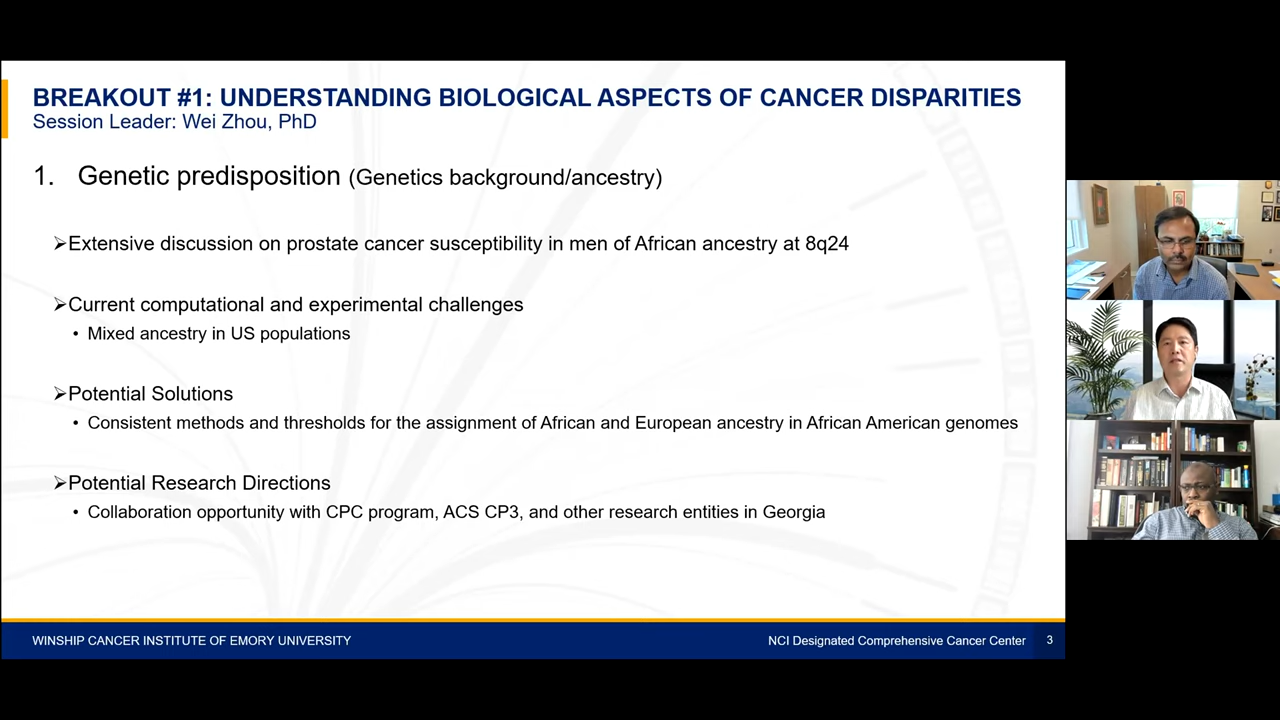 BREAKOUT #1: UNDERSTANDING BIOLOGICAL ASPECTS OF CANCER DISPARITIES
Session Leader: Wei Zhou, PhD
1. Genetic predisposition (Genetics background/ancestry)
➢Extensive discussion on prostate cancer susceptibility in men of African ancestry at 8q24
➢Current computational and experimental challenges
• Mixed ancestry in US populations
➢Potential Solutions
• Consistent methods and thresholds for the assignment of African and European ancestry in African American genomes
➢Potential Research Directions
• Collaboration opportunity with CPC program, ACS CP3, and other research entities in Georgia
WINSHIP CANCER INSTITUTE OF EMORY UNIVERSITY
NCI Designated Comprehensive Cancer Center 3